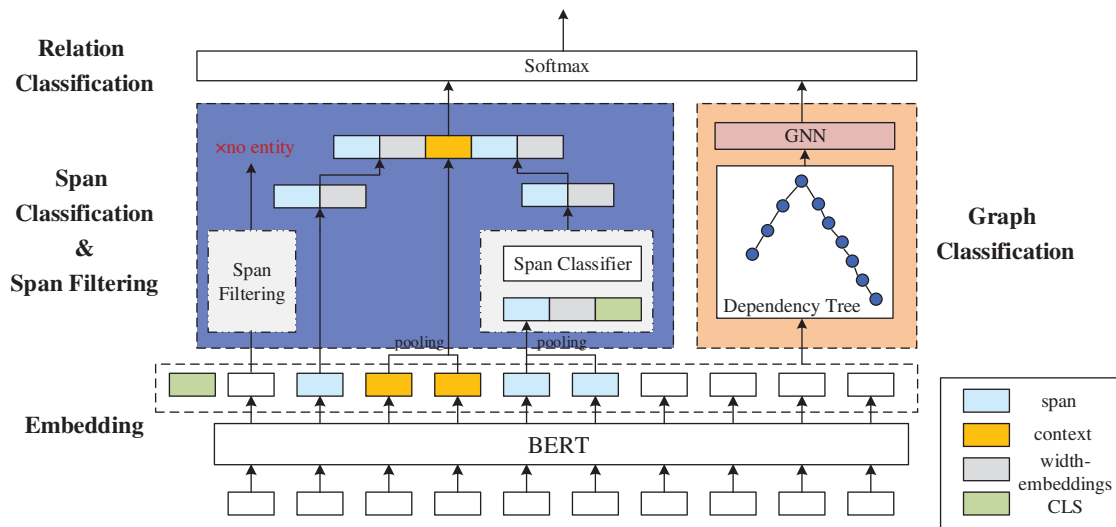 Relation
Classification
Softmax
×no entity
GNN
Span
Classification
&
Span Filtering
Span
Filtering
Span Classifier
Dependency Tree
Graph
Classification
pooling
pooling
Embedding
BERT
span
context
width-
embeddings
CLS